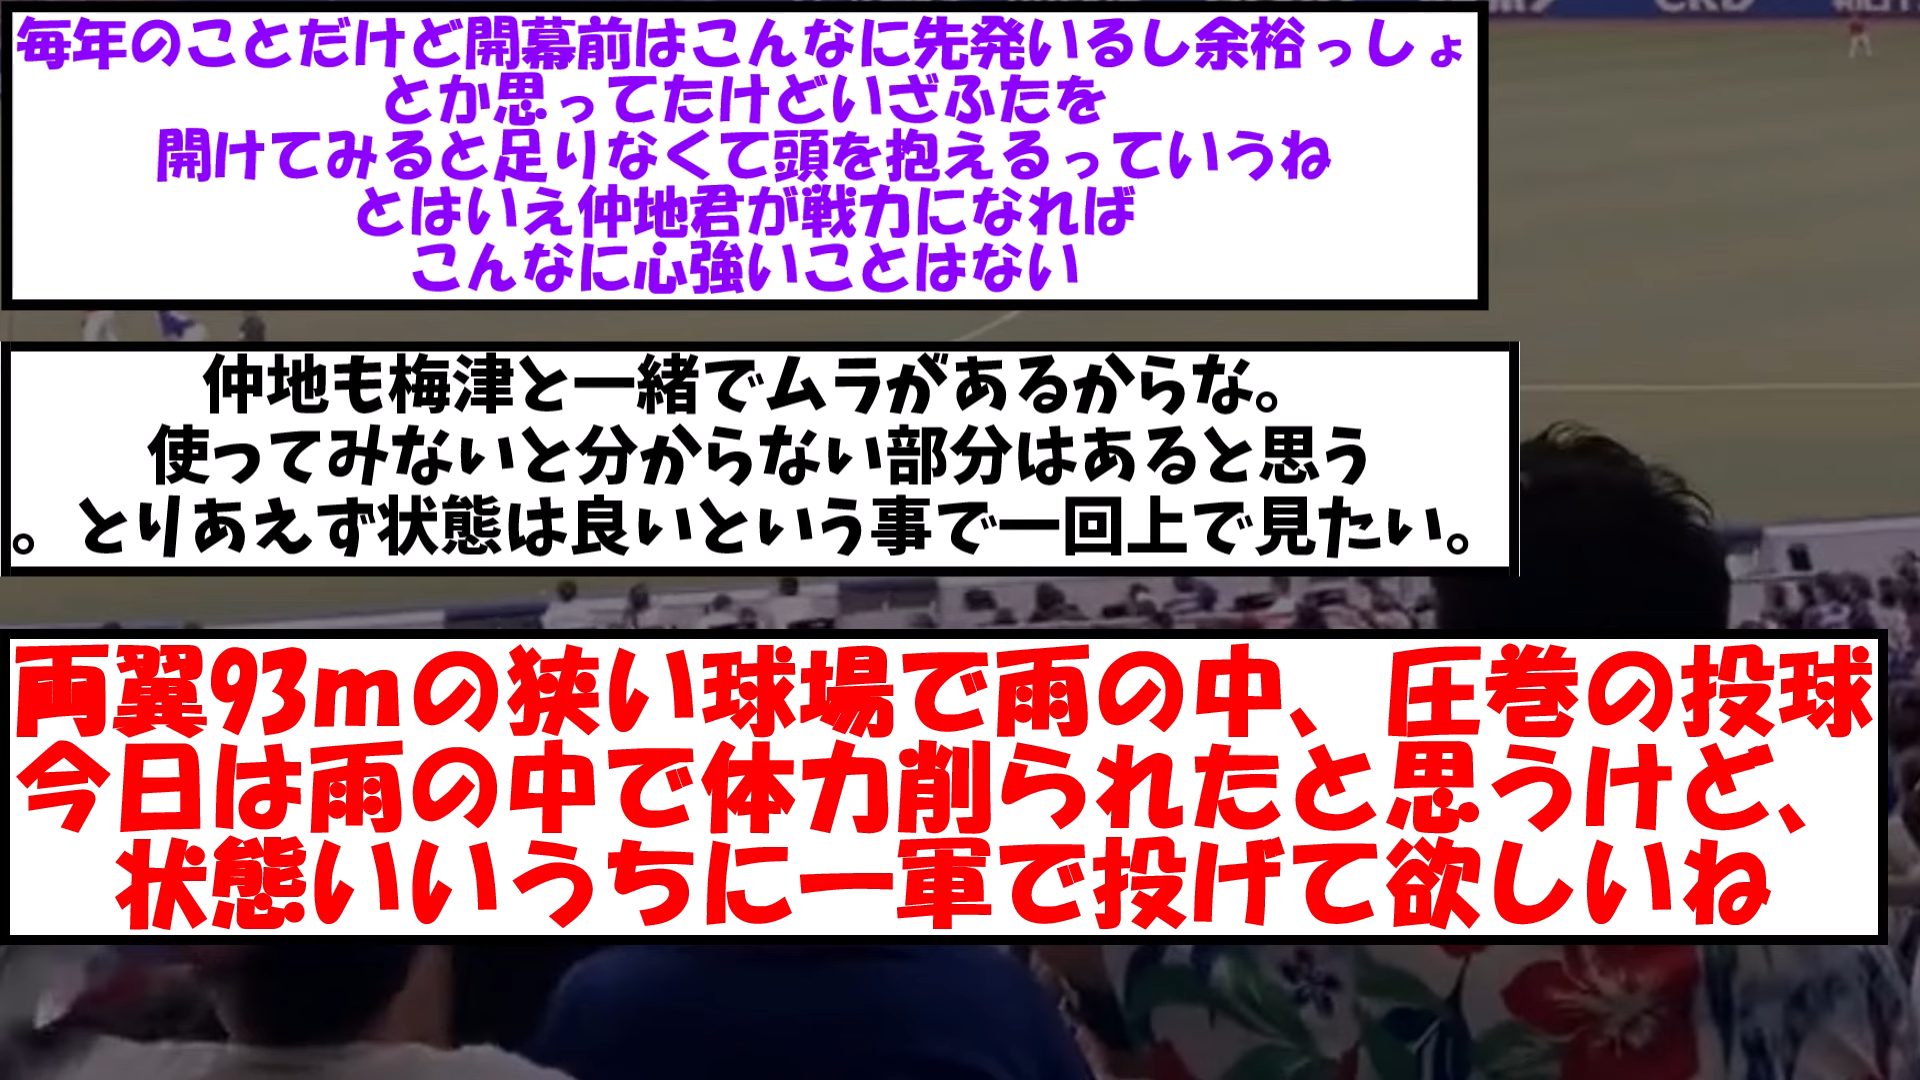 毎年のことだけど開幕前はこんなに先発いるし余裕っしょ
とか思ってたけどいざふたを
開けてみると足りなくて頭を抱えるっていうね
とはいえ仲地君が戦力になれば
こんなに心強いことはない
仲地も梅津と一緒でムラがあるからな。
使ってみないと分からない部分はあると思う
。とりあえず状態は良いという事で一回上で見たい。
両翼93mの狭い球場で雨の中、圧巻の投球
今日は雨の中で体力削られたと思うけど、
状態いいうちに一軍で投げて欲しいね